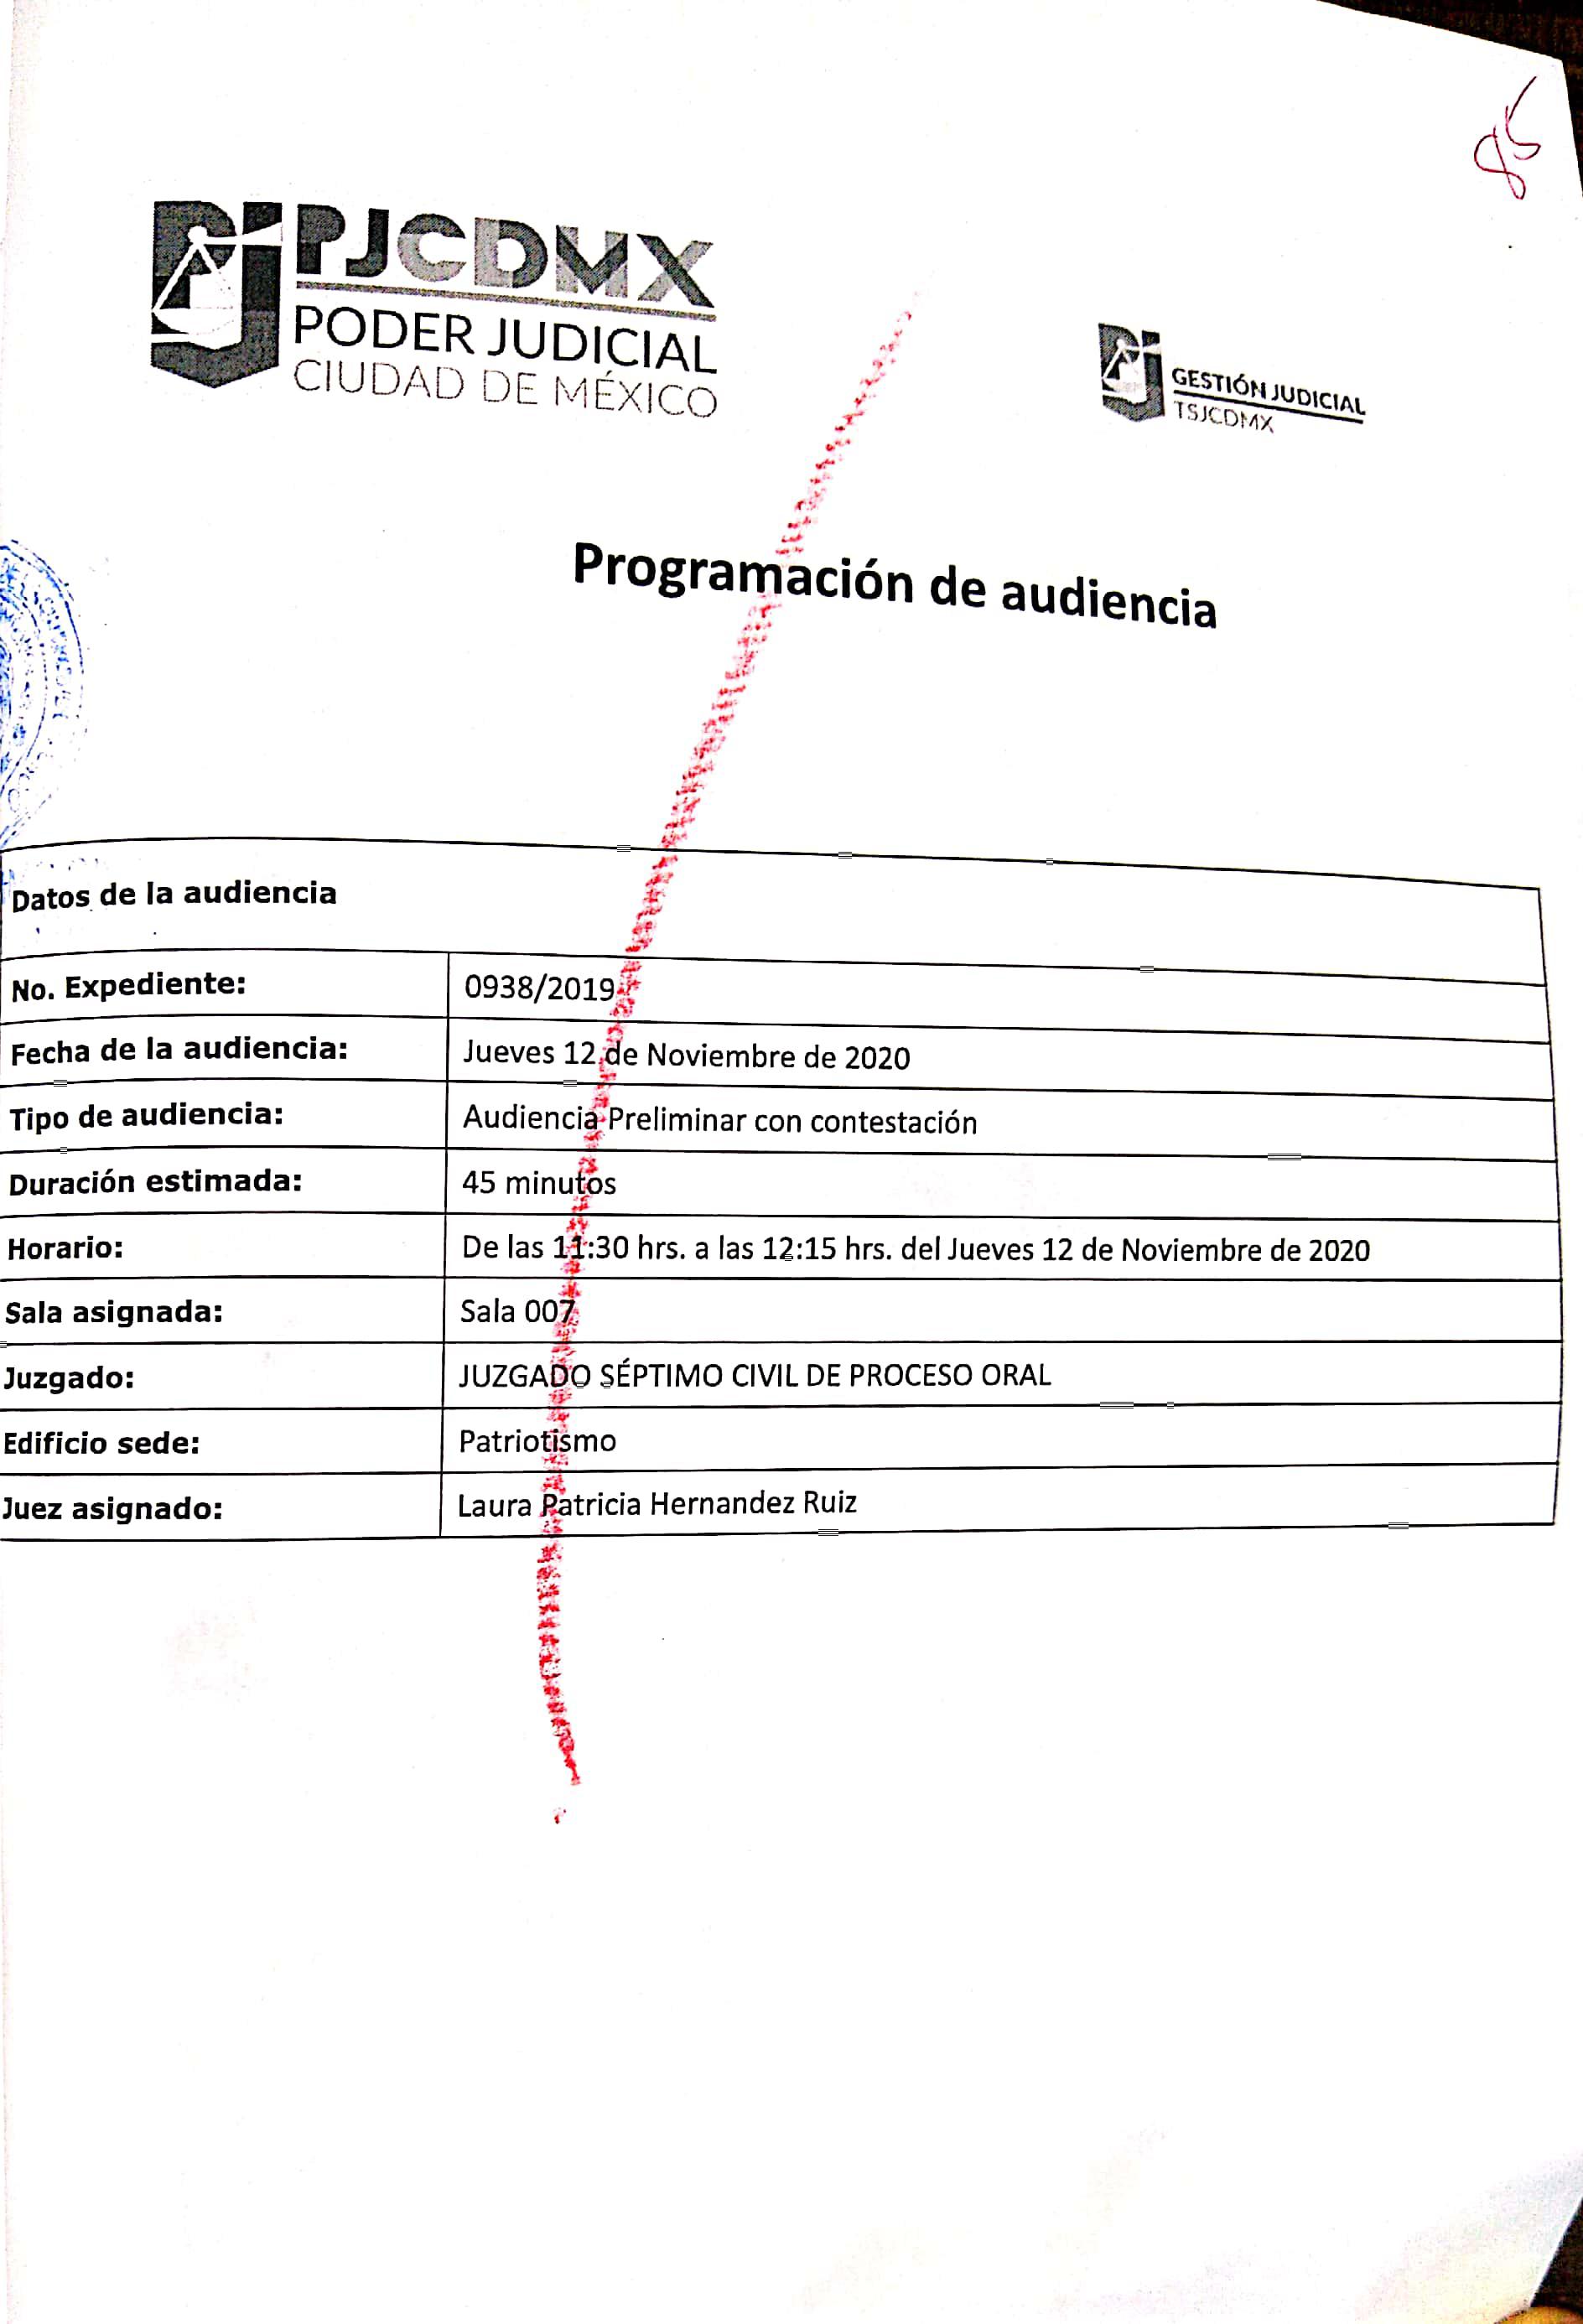 85
PJCDMX
PODER JUDICIAL
CIUDAD DE MÉXICO
GESTIÓN JUDICIAL
TSJCDMX
Programación de audiencia
Datos de la audiencia
No. Expediente: 0938/2019
Fecha de la audiencia: Jueves 12 de Noviembre de 2020
Tipo de audiencia: Audiencia Preliminar con contestación
Duración estimada: 45 minutos
Horario: De las 11:30 hrs. a las 12:15 hrs. del Jueves 12 de Noviembre de 2020
Sala asignada: Sala 007
Juzgado: JUZGADO SÉPTIMO CIVIL DE PROCESO ORAL
Edificio sede: Patriotismo
Juez asignado: Laura Patricia Hernandez Ruiz